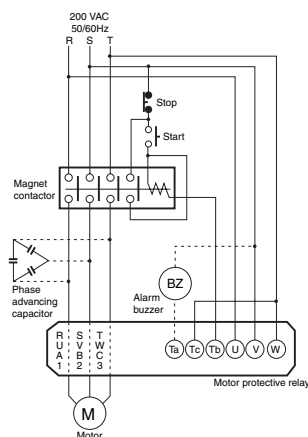 200 VAC
50/60Hz
R S T
Stop
Start
Magnet
contactor
Phase
advancing
capacitor
BZ
Alarm
buzzer
R S T
U V W
A B C
1 2 3
Ta Tc Tb U V W
Motor protective relay
M
Motor